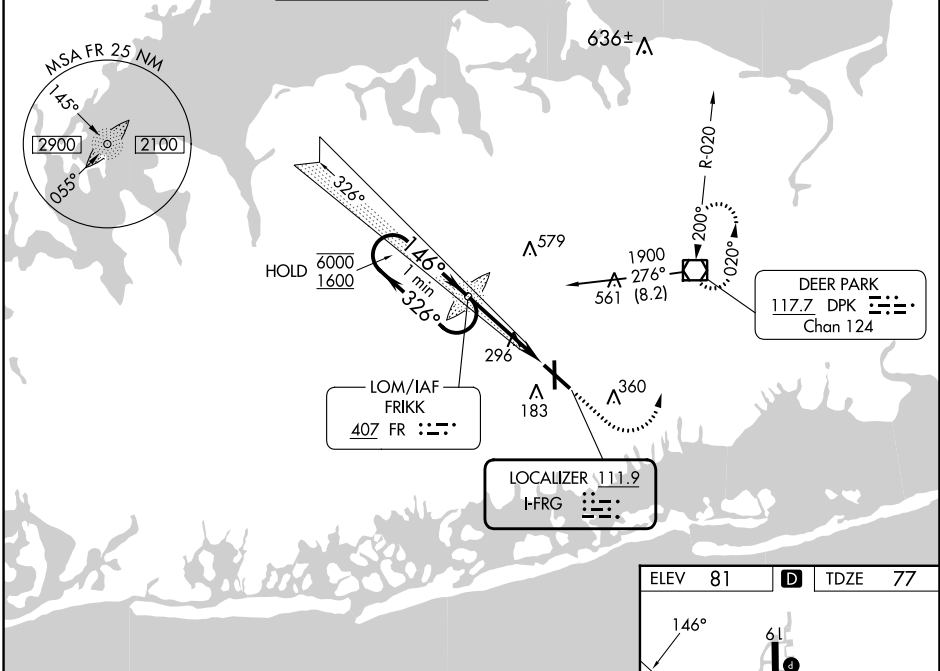 MSA FR 25 NM
145°
2900
2100
055°
636±
R-020
326°
200°
020°
146°
HOLD
6000
1600
1 min
326°
579
1900
276°
(8.2)
561
DEER PARK
117.7 DPK
Chan 124
296
LOM/IAF
FRIKK
407 FR
183
360
LOCALIZER 111.9
I-FRG
ELEV 81
D
TDZE 77
146°
19
P